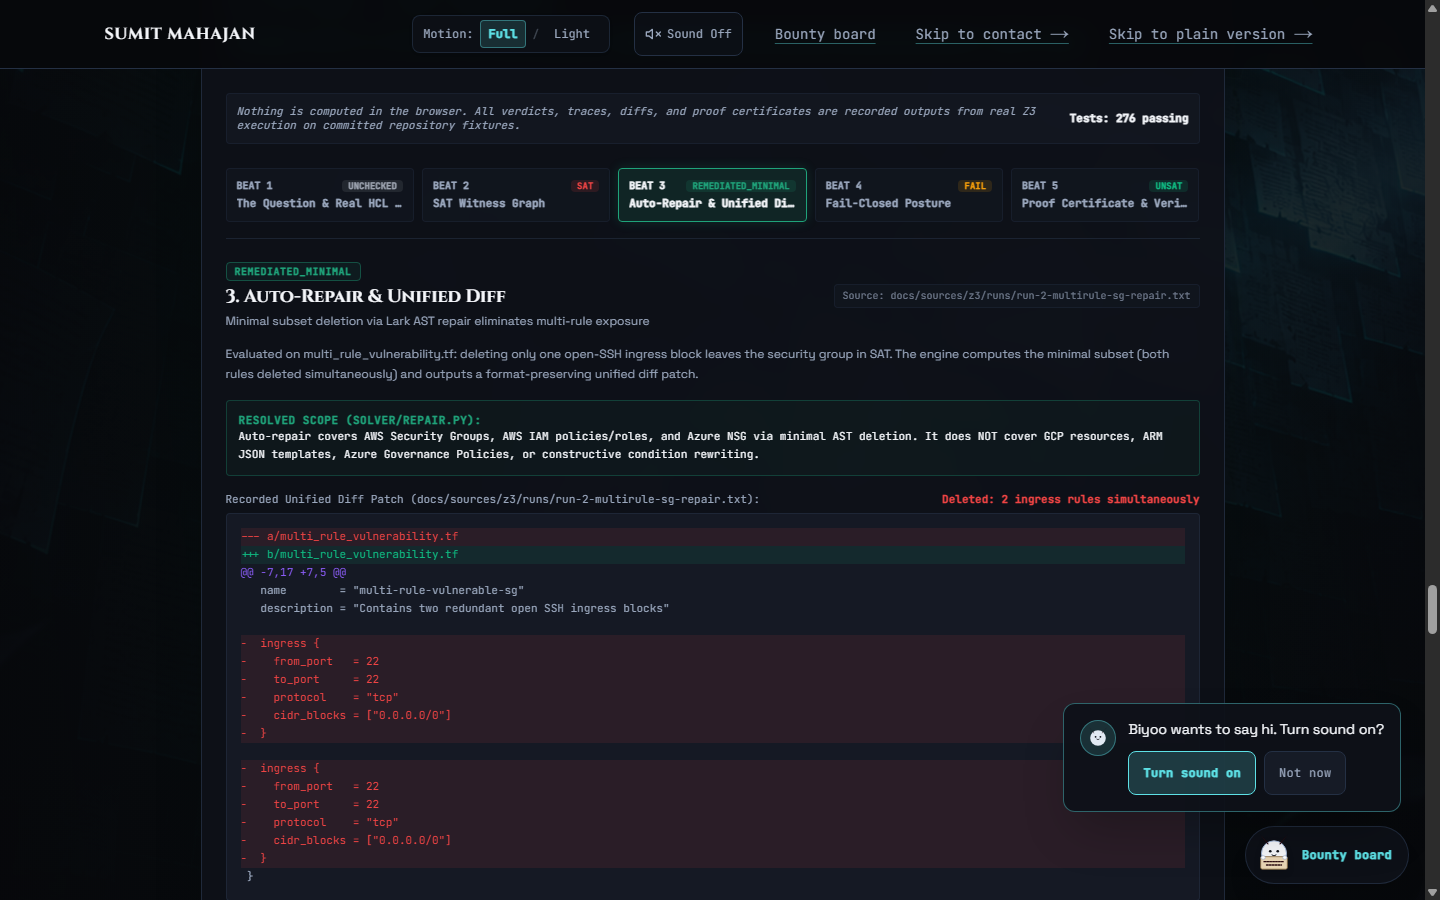 SUMIT MAHAJAN
Motion: Full / Light
Sound Off
Bounty board
Skip to contact ⟶
Skip to plain version ⟶
Nothing is computed in the browser. All verdicts, traces, diffs, and proof certificates are recorded outputs from real Z3
execution on committed repository fixtures.
Tests: 276 passing
BEAT 1 UNCHECKED
The Question & Real HCL …
BEAT 2 SAT
SAT Witness Graph
BEAT 3 REMEDIATED_MINIMAL
Auto-Repair & Unified Di…
BEAT 4 FAIL
Fail-Closed Posture
BEAT 5 UNSAT
Proof Certificate & Veri…
REMEDIATED_MINIMAL
3. AUTO-REPAIR & UNIFIED DIFF
Source: docs/sources/z3/runs/run-2-multirule-sg-repair.txt
Minimal subset deletion via Lark AST repair eliminates multi-rule exposure
Evaluated on multi_rule_vulnerability.tf: deleting only one open-SSH ingress block leaves the security group in SAT. The engine computes the minimal subset (both
rules deleted simultaneously) and outputs a format-preserving unified diff patch.
RESOLVED SCOPE (SOLVER/REPAIR.PY):
Auto-repair covers AWS Security Groups, AWS IAM policies/roles, and Azure NSG via minimal AST deletion. It does NOT cover GCP resources, ARM
JSON templates, Azure Governance Policies, or constructive condition rewriting.
Recorded Unified Diff Patch (docs/sources/z3/runs/run-2-multirule-sg-repair.txt):
Deleted: 2 ingress rules simultaneously
--- a/multi_rule_vulnerability.tf
+++ b/multi_rule_vulnerability.tf
@@ -7,17 +7,5 @@
   name        = "multi-rule-vulnerable-sg"
   description = "Contains two redundant open SSH ingress blocks"
-  ingress {
-    from_port   = 22
-    to_port     = 22
-    protocol    = "tcp"
-    cidr_blocks = ["0.0.0.0/0"]
-  }
-  ingress {
-    from_port   = 22
-    to_port     = 22
-    protocol    = "tcp"
-    cidr_blocks = ["0.0.0.0/0"]
-  }
 }
Biyoo wants to say hi. Turn sound on?
Turn sound on
Not now
Bounty board